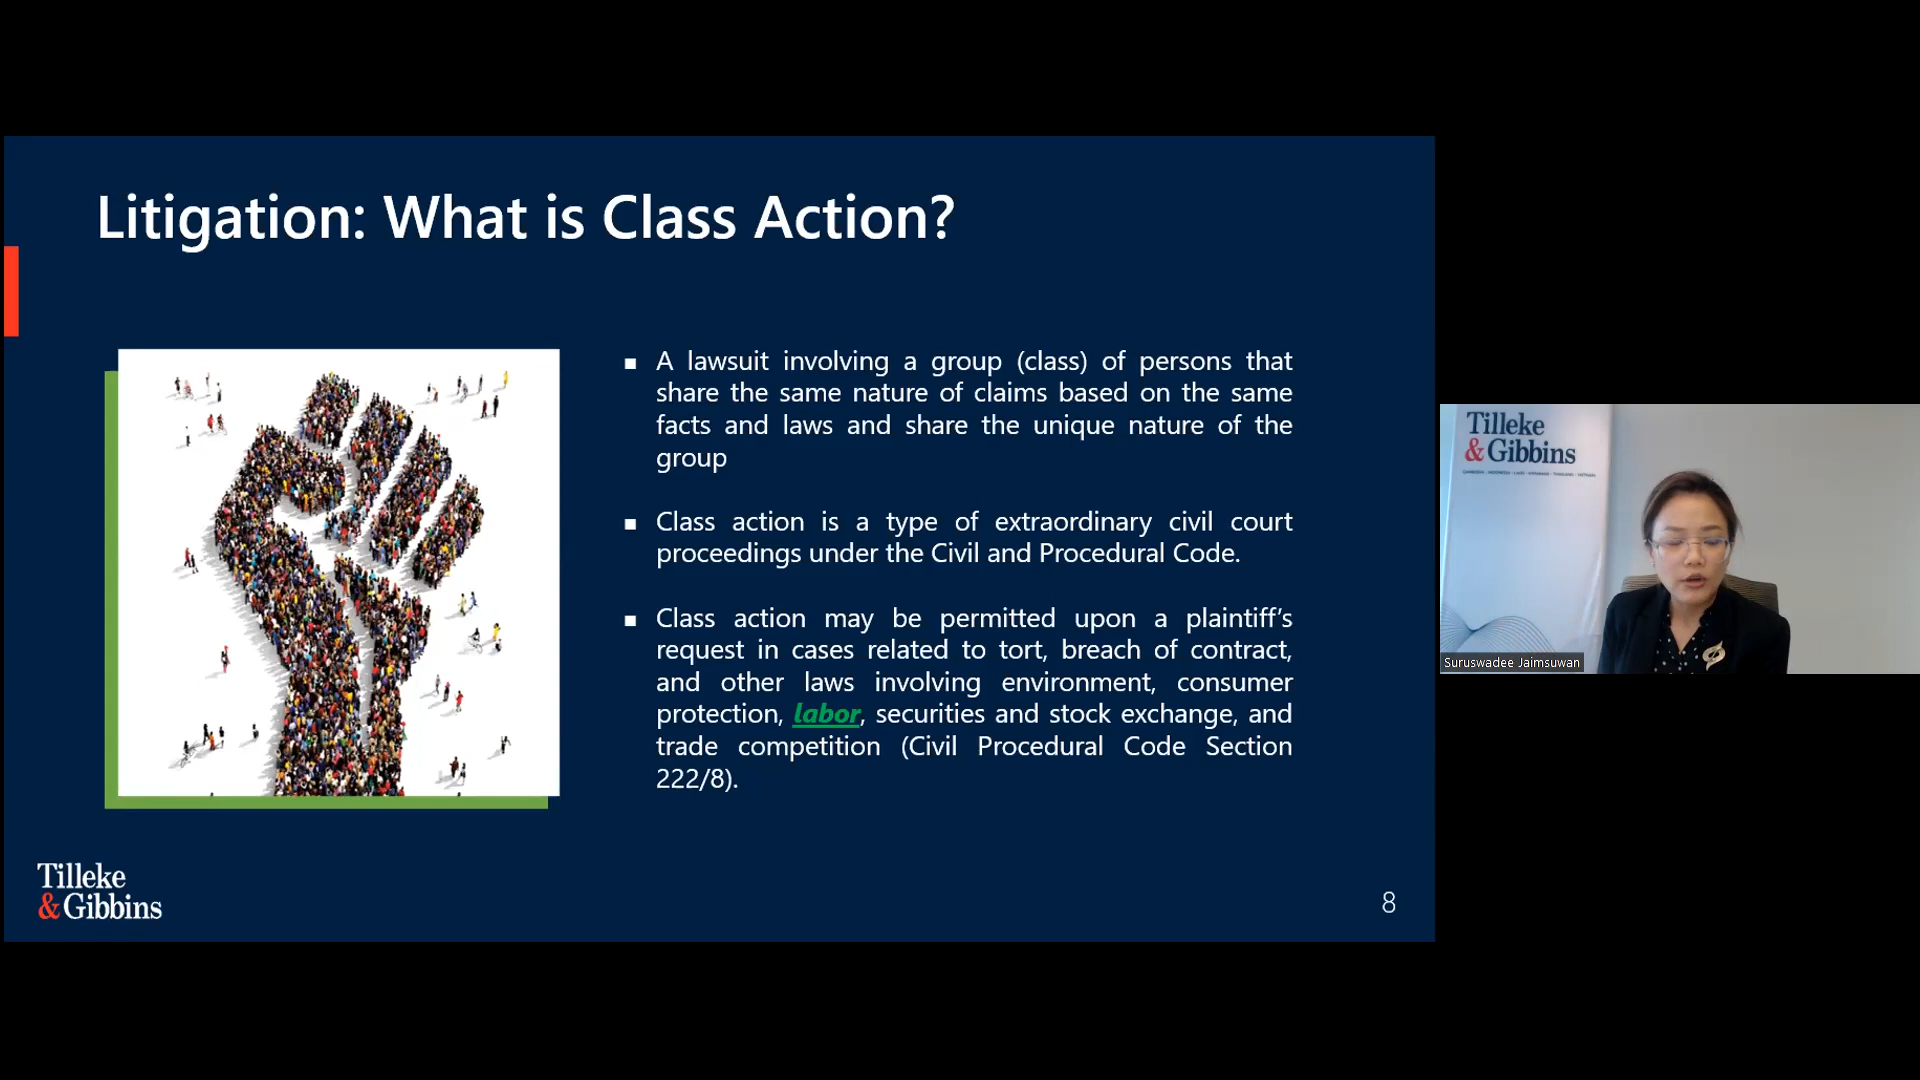 Litigation: What is Class Action?
■ A lawsuit involving a group (class) of persons that
share the same nature of claims based on the same
facts and laws and share the unique nature of the
group
■ Class action is a type of extraordinary civil court
proceedings under the Civil and Procedural Code.
■ Class action may be permitted upon a plaintiff’s
request in cases related to tort, breach of contract,
and other laws involving environment, consumer
protection, labor, securities and stock exchange, and
trade competition (Civil Procedural Code Section
222/8).
Tilleke
& Gibbins
8
Tilleke
& Gibbins
Suruswadee Jaimsuwan